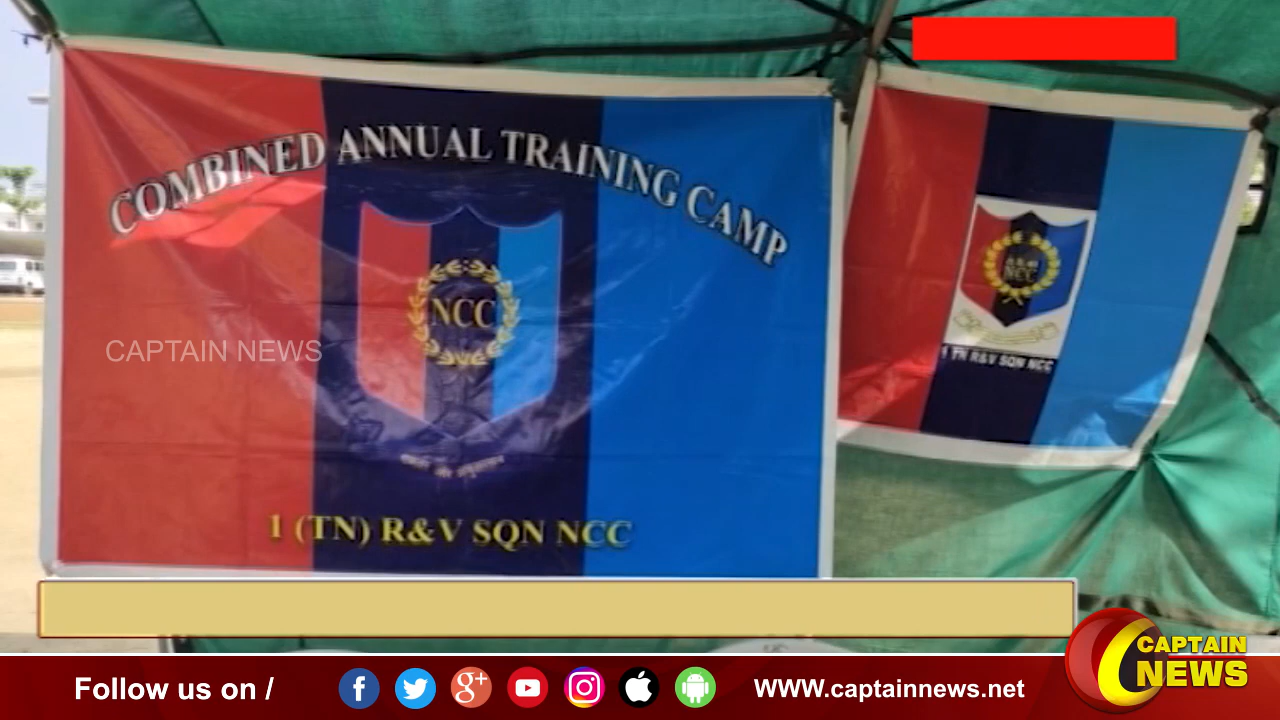 COMBINED ANNUAL TRAINING CAMP
NCC
1 (TN) R&V SQN NCC
NCC
1 TN R&V SQN NCC
CAPTAIN NEWS
Follow us on /
WWW.captainnews.net
CAPTAIN
NEWS